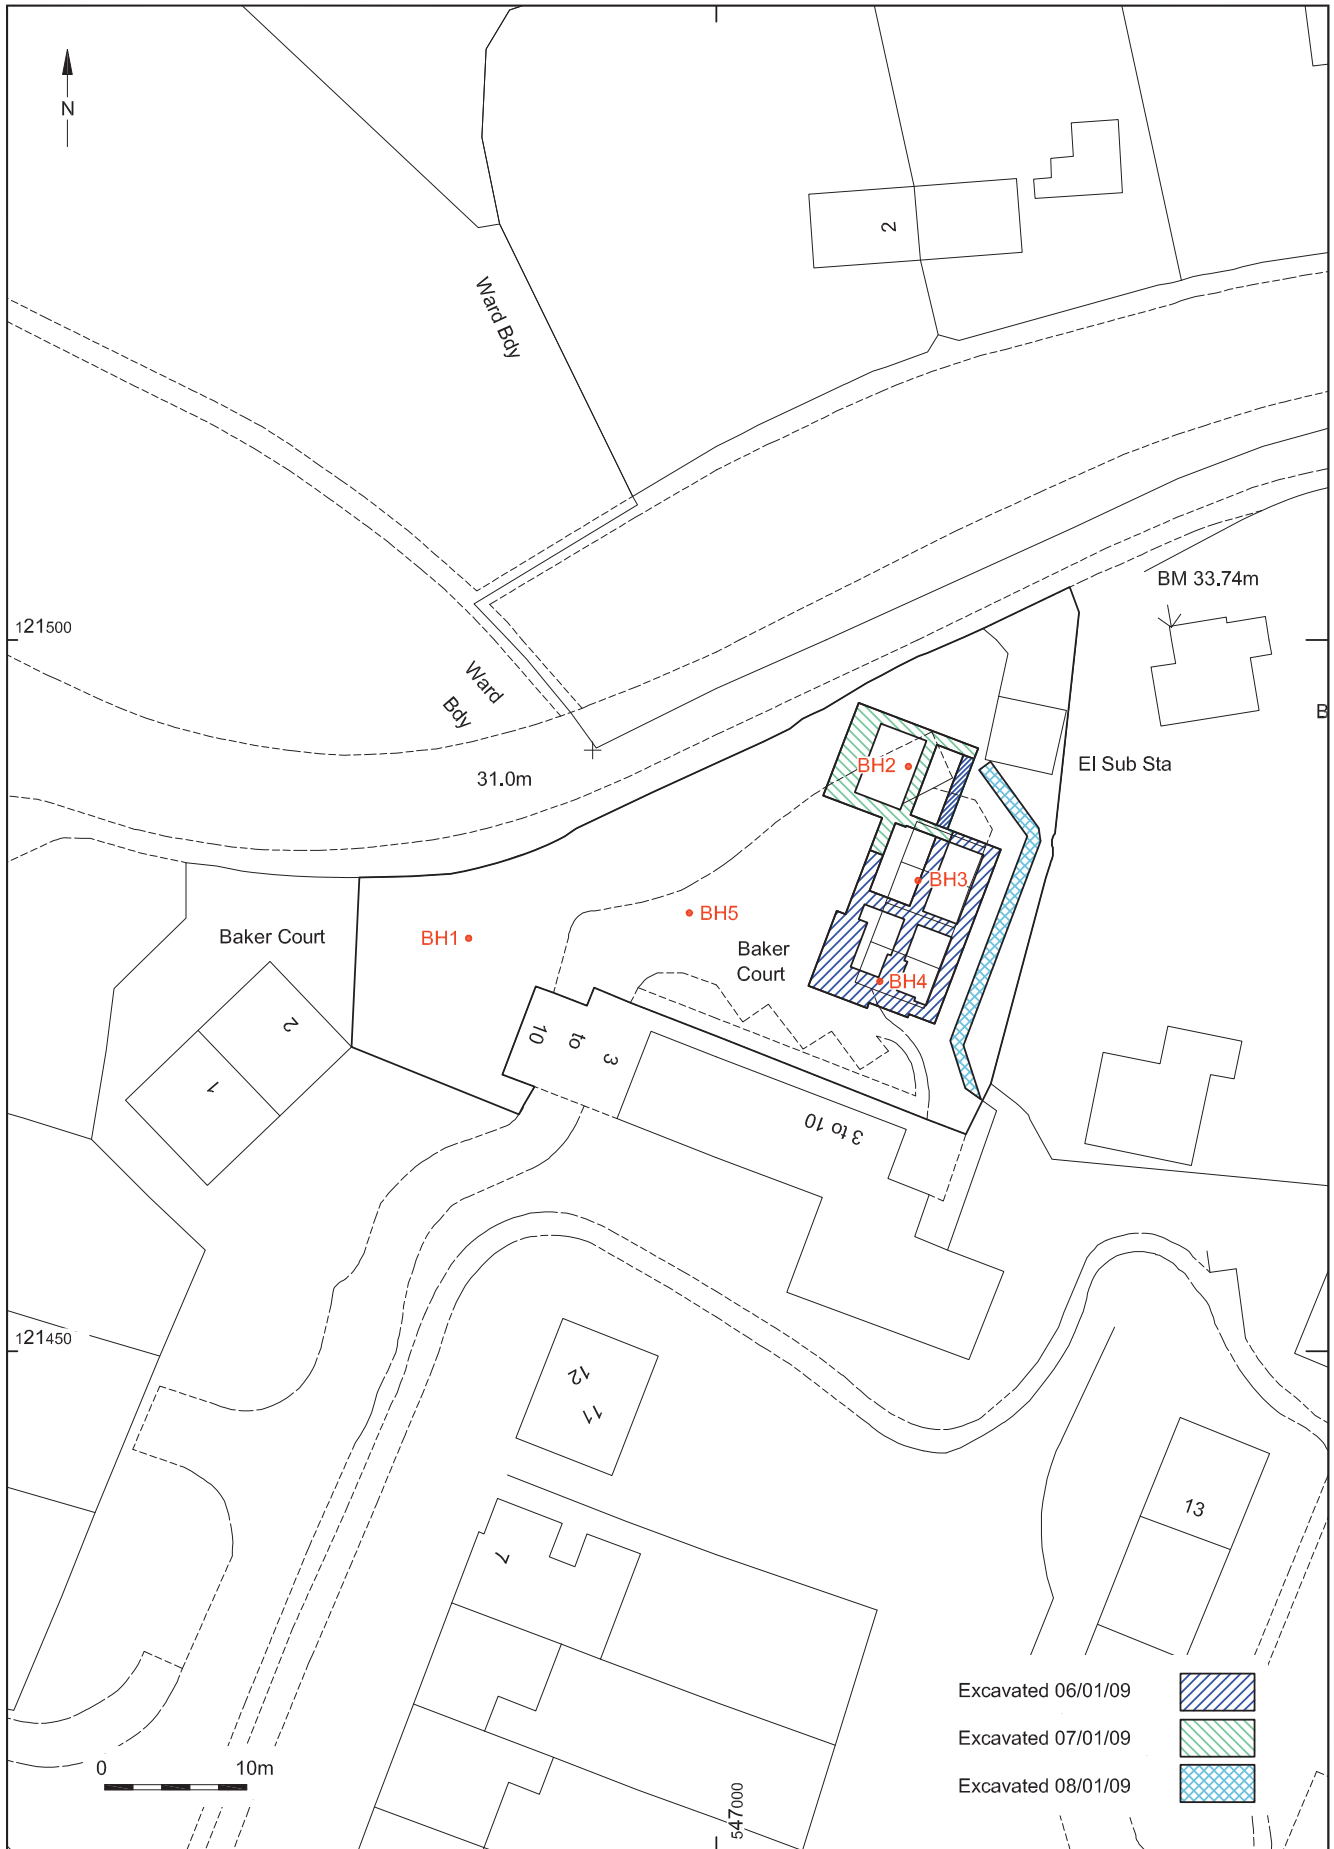 N
2
Ward Bdy
BM 33.74m
121500
Ward
Bdy
B
31.0m
El Sub Sta
BH2
BH3
BH5
Baker Court
BH1
Baker
Court
BH4
2
1
10
to
3
3 to 10
121450
12
11
13
7
Excavated 06/01/09
Excavated 07/01/09
0 10m
Excavated 08/01/09
547000